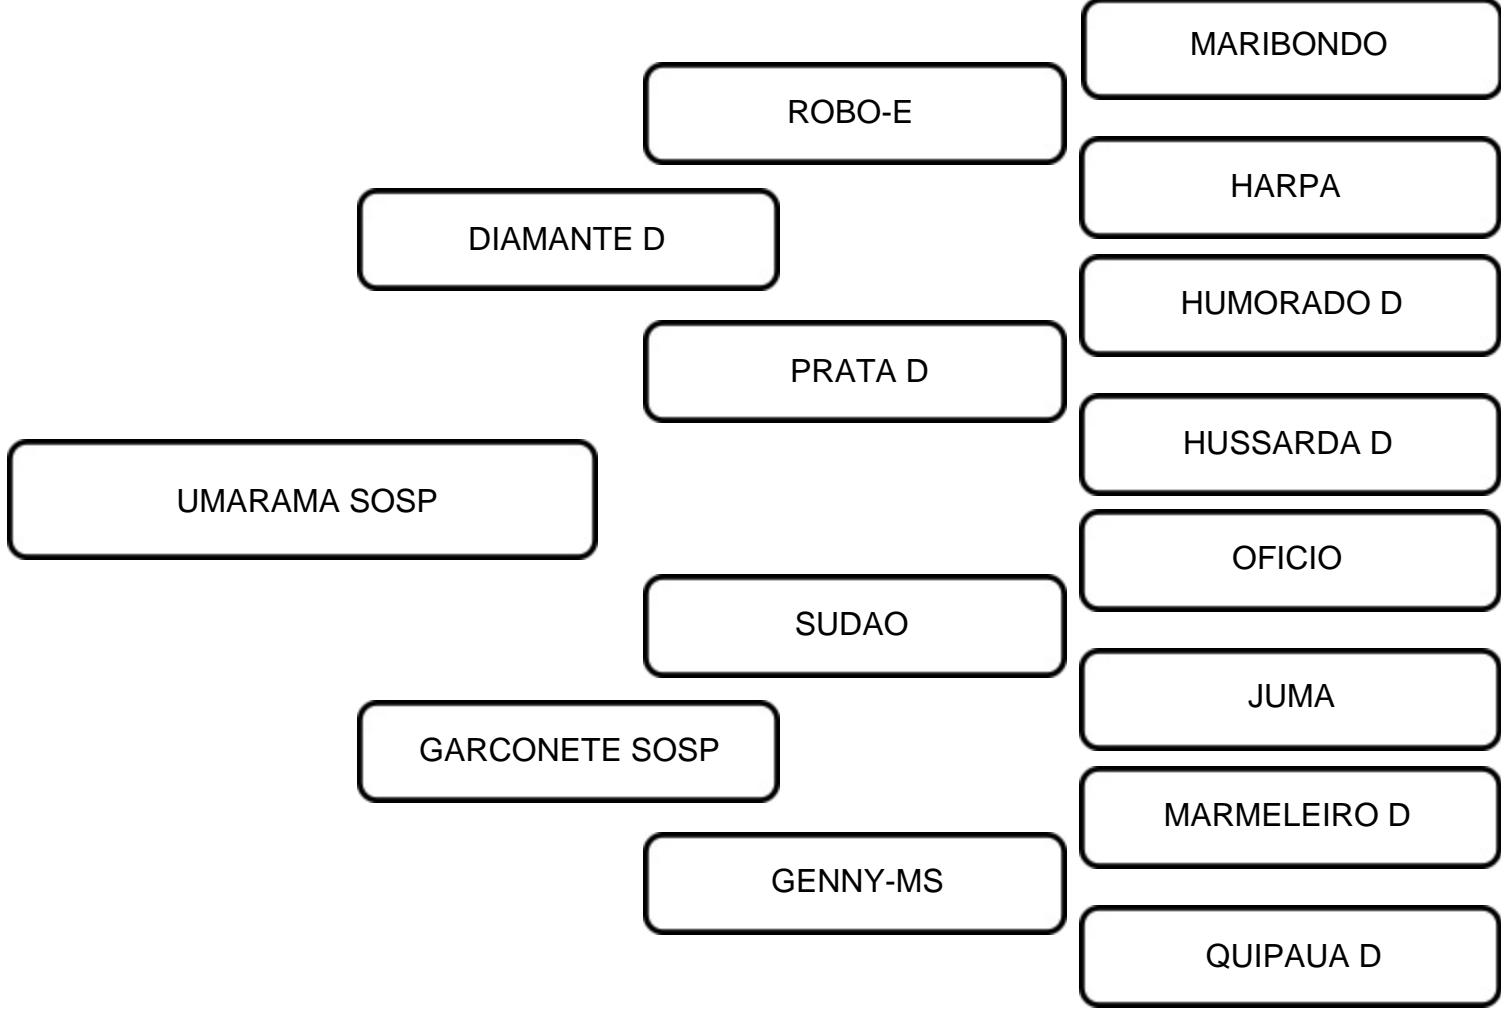 MARIBONDO
ROBO-E
HARPA
DIAMANTE D
HUMORADO D
PRATA D
HUSSARDA D
UMARAMA SOSP
OFICIO
SUDAO
JUMA
GARCONETE SOSP
MARMELEIRO D
GENNY-MS
QUIPAUA D